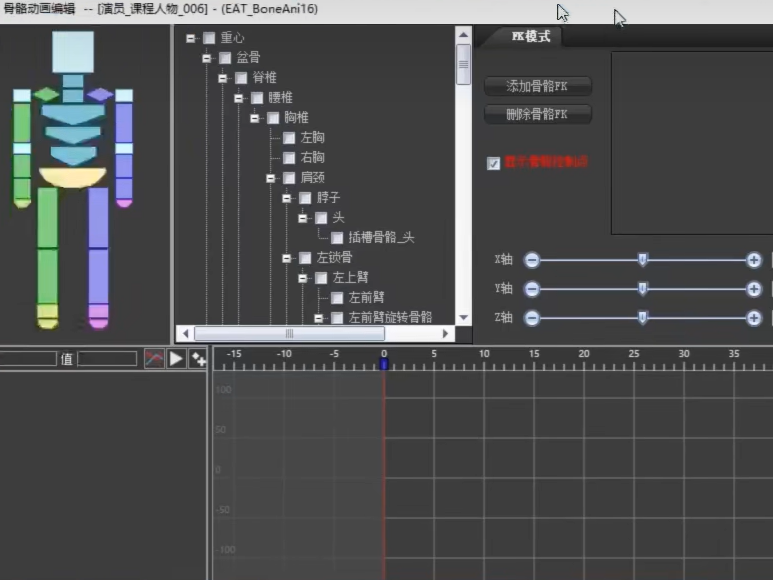 骨骼动画编辑 -- [演员_课程人物_006] - (EAT_BoneAni16)
重心
盆骨
脊椎
腰椎
胸椎
左胸
右胸
肩颈
脖子
头
插槽骨骼_头
左锁骨
左上臂
左前臂
左前臂旋转骨骼
FK模式
添加骨骼FK
删除骨骼FK
显示骨骼控制点
X轴
Y轴
Z轴
值
-15 -10 -5 0 5 10 15 20 25 30 35
100
50
0
-50
-100